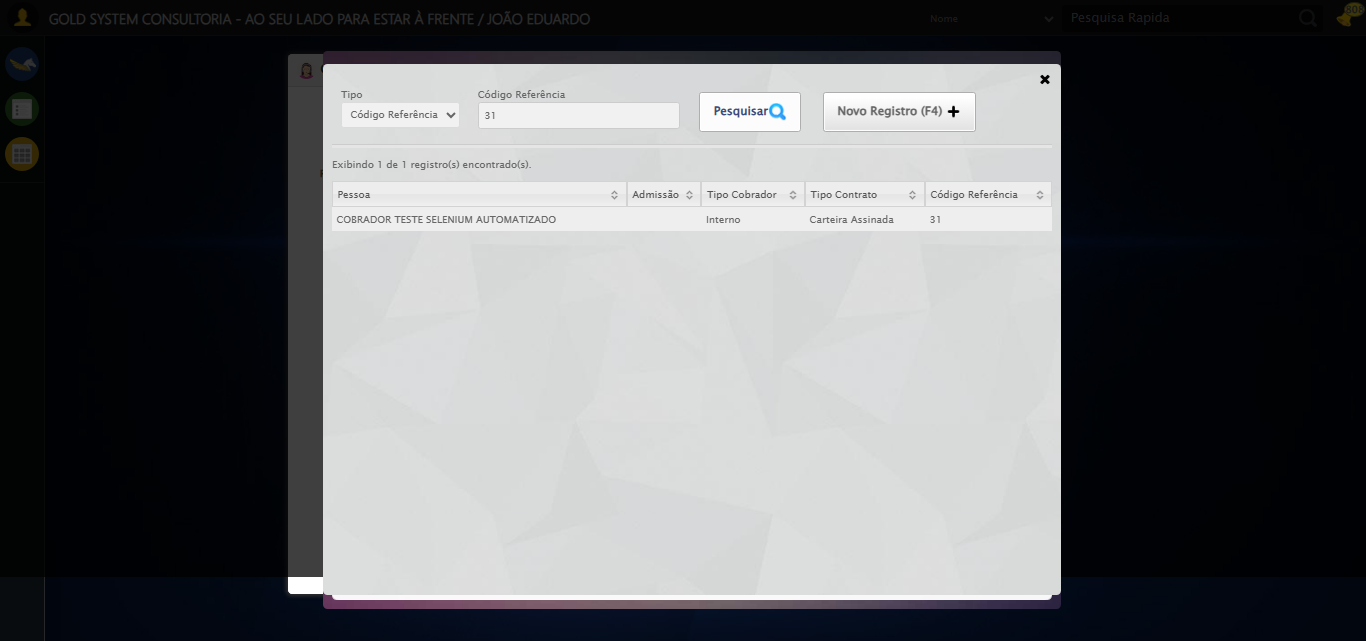 GOLD SYSTEM CONSULTORIA - AO SEU LADO PARA ESTAR À FRENTE / JOÃO EDUARDO
Nome
Pesquisa Rapida
Tipo
Código Referência
Código Referência
31
Pesquisar
Novo Registro (F4)
Exibindo 1 de 1 registro(s) encontrado(s).
Pessoa Admissão Tipo Cobrador Tipo Contrato Código Referência
COBRADOR TESTE SELENIUM AUTOMATIZADO Interno Carteira Assinada 31